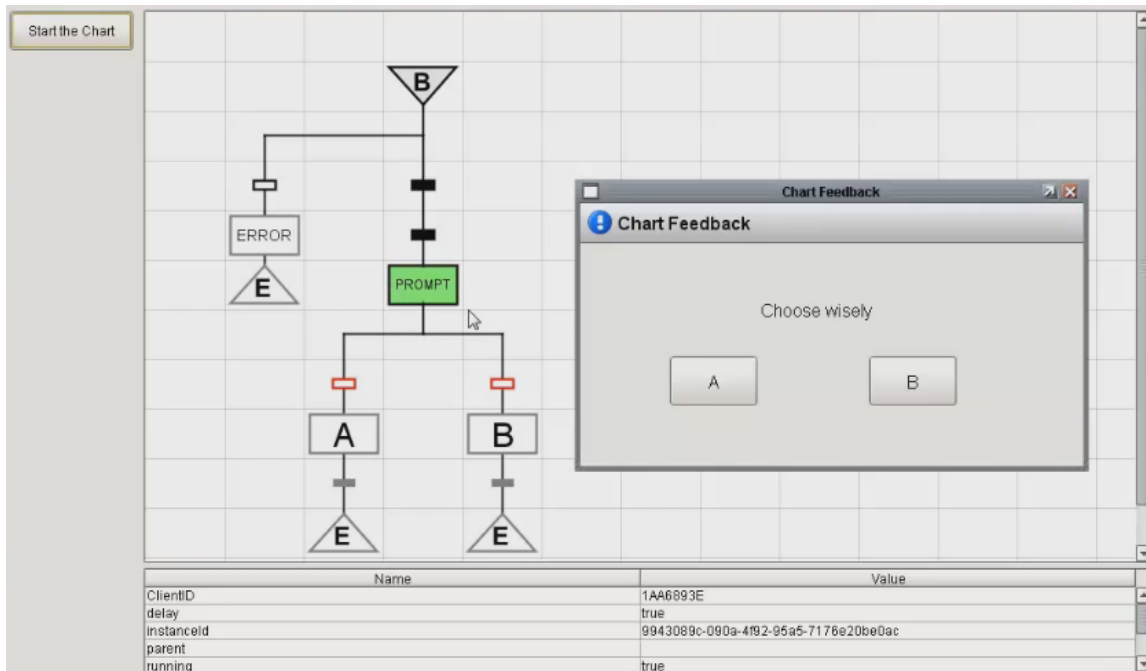 Start the Chart
B
ERROR
E
PROMPT
A
B
E
E
Chart Feedback
Chart Feedback
Choose wisely
A
B
Name Value
ClientID 1AA6893E
delay true
instanceId 9943089c-090a-4f92-95a5-7176e20be0ac
parent
running true